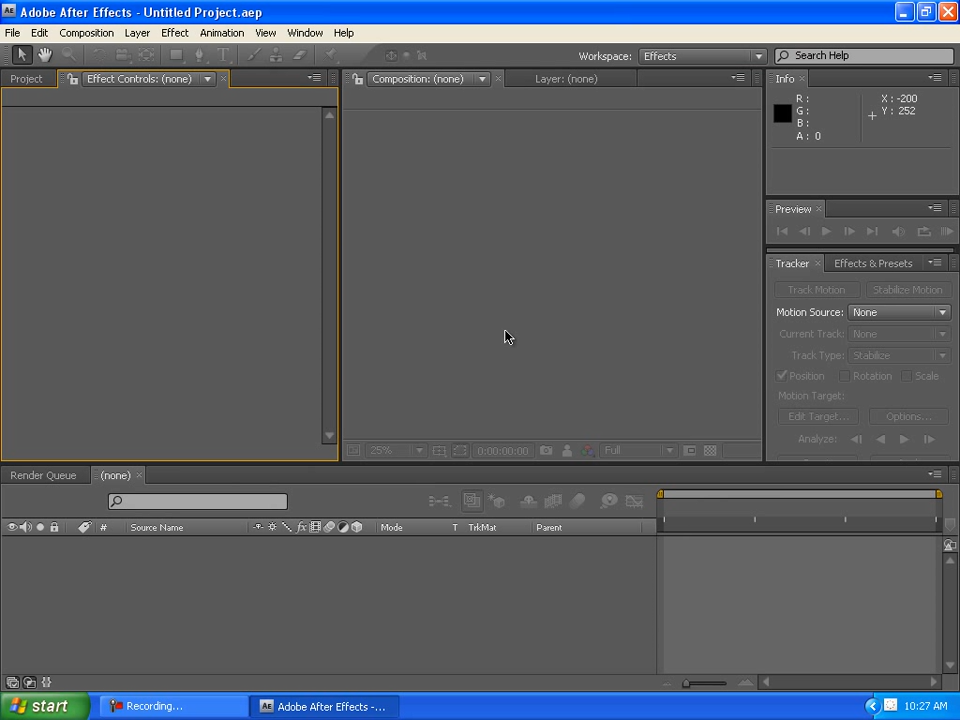 Adobe After Effects - Untitled Project.aep
File Edit Composition Layer Effect Animation View Window Help
Workspace: Effects Search Help
Project Effect Controls: (none) Composition: (none) Layer: (none) Info
R: X: -200
G: Y: 252
B:
A: 0
Preview
Tracker Effects & Presets
Track Motion Stabilize Motion
Motion Source: None
Current Track: None
Track Type: Stabilize
Position Rotation Scale
Motion Target:
Edit Target... Options...
Analyze:
25% 0:00:00:00 Full
Render Queue (none)
# Source Name fx Mode T TrkMat Parent
start Recording... Adobe After Effects -... 10:27 AM